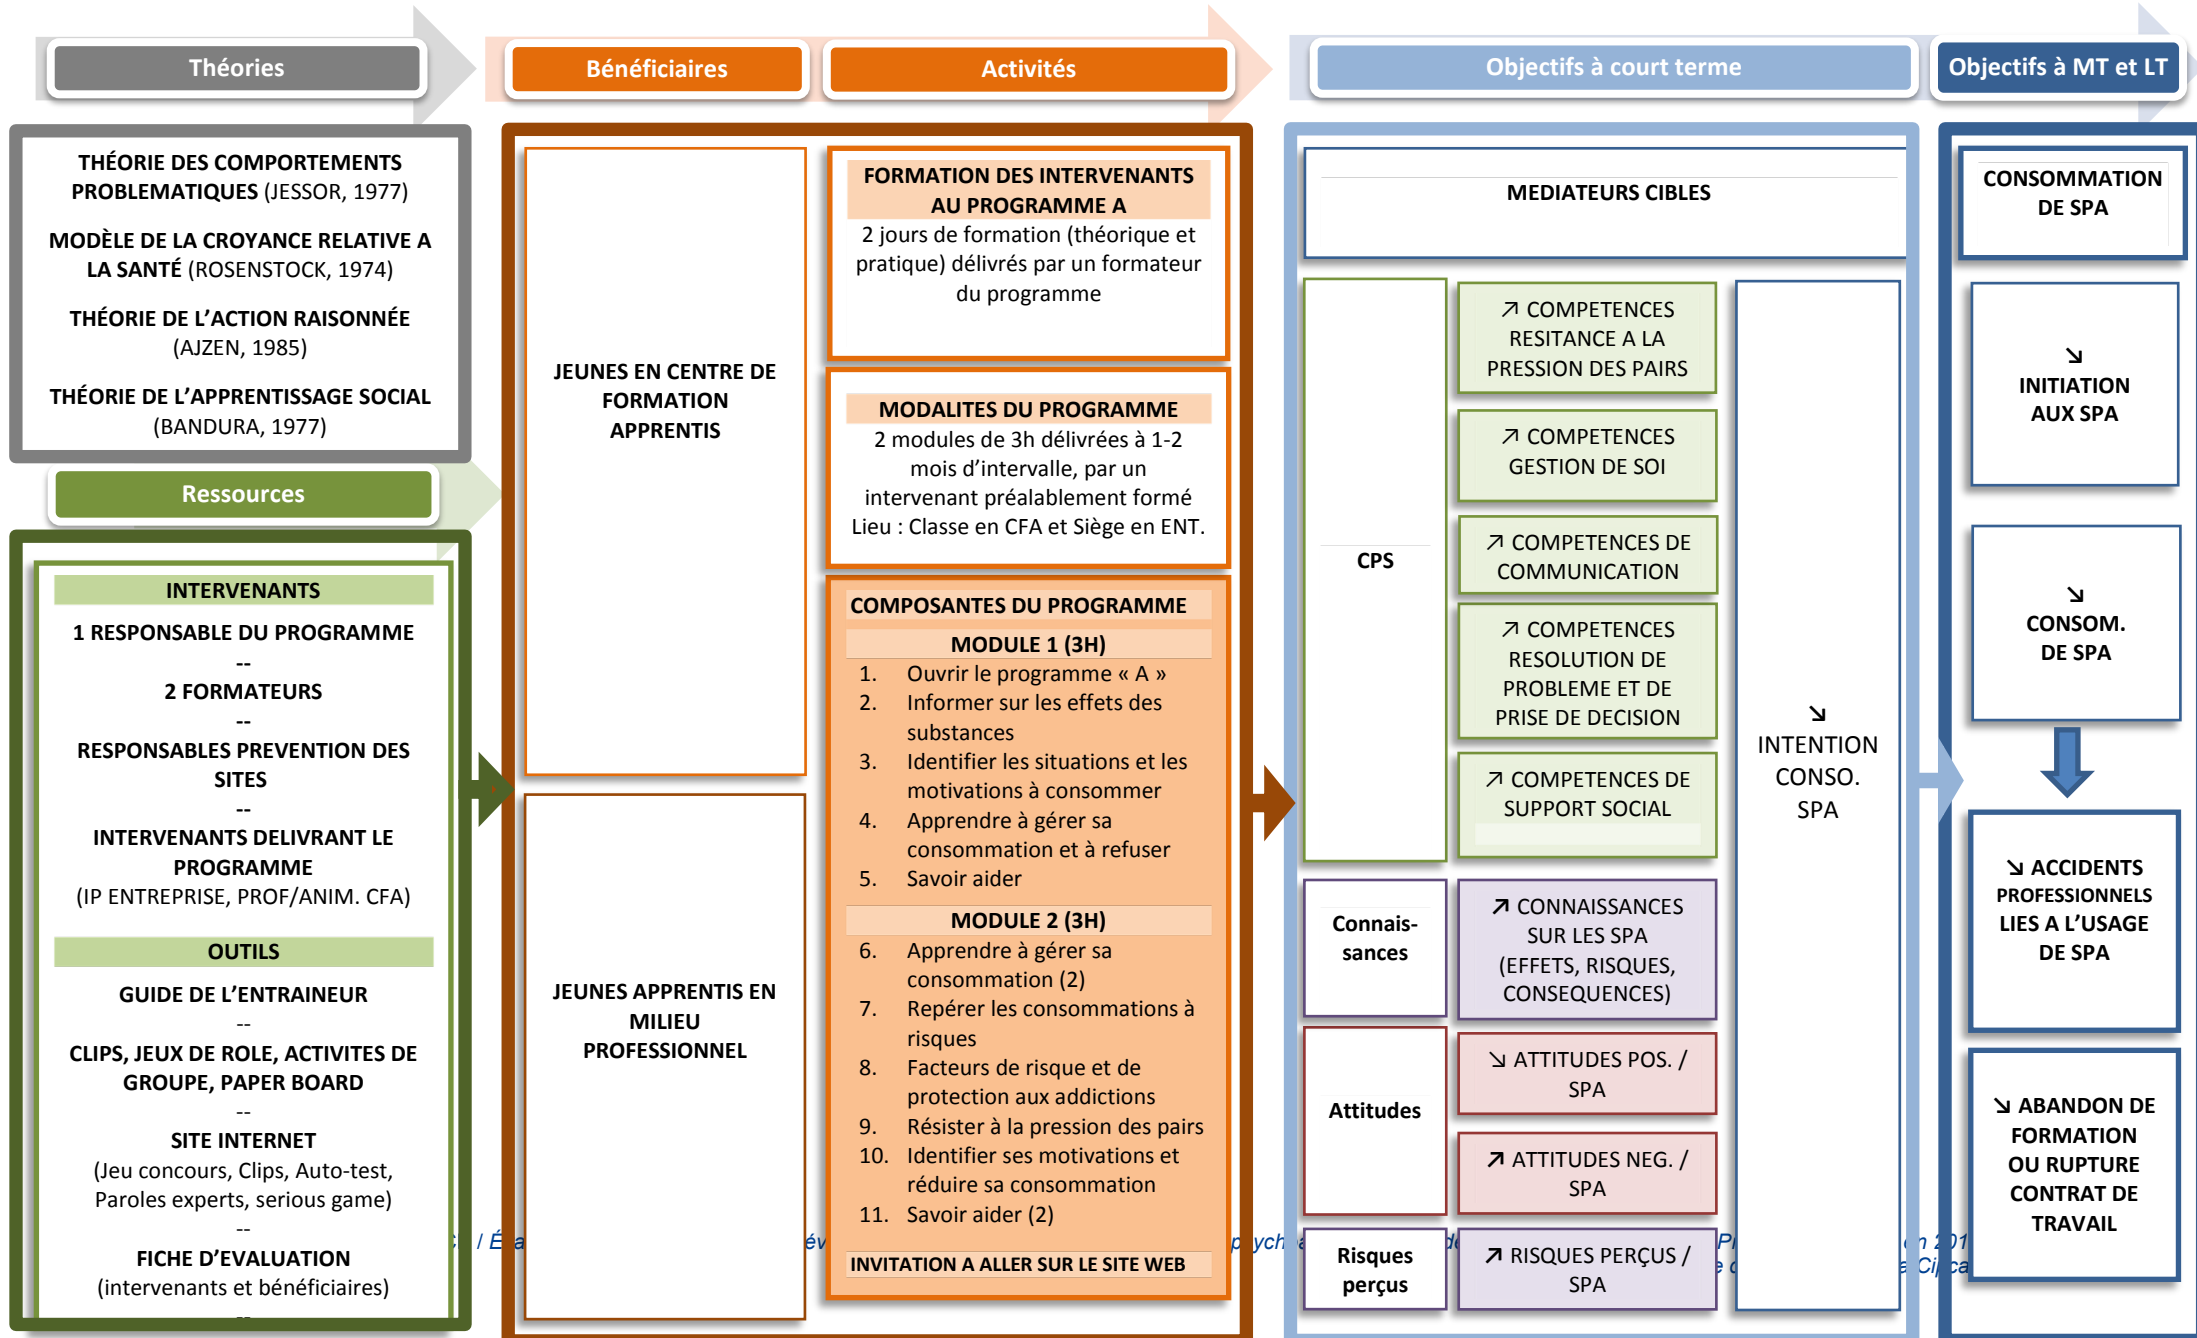 Théories
THÉORIE DES COMPORTEMENTS
PROBLEMATIQUES (JESSOR, 1977)
MODÈLE DE LA CROYANCE RELATIVE A
LA SANTÉ (ROSENSTOCK, 1974)
THÉORIE DE L'ACTION RAISONNÉE
(AJZEN, 1985)
THÉORIE DE L'APPRENTISSAGE SOCIAL
(BANDURA, 1977)
Ressources
INTERVENANTS
1 RESPONSABLE DU PROGRAMME
--
2 FORMATEURS
--
RESPONSABLES PREVENTION DES
SITES
--
INTERVENANTS DELIVRANT LE
PROGRAMME
(IP ENTREPRISE, PROF/ANIM. CFA)
OUTILS
GUIDE DE L'ENTRAINEUR
--
CLIPS, JEUX DE ROLE, ACTIVITES DE
GROUPE, PAPER BOARD
--
SITE INTERNET
(Jeu concours, Clips, Auto-test,
Paroles experts, serious game)
--
FICHE D'EVALUATION
(intervenants et bénéficiaires)
--
Bénéficiaires
JEUNES EN CENTRE DE
FORMATION
APPRENTIS
JEUNES APPRENTIS EN
MILIEU
PROFESSIONNEL
Activités
FORMATION DES INTERVENANTS
AU PROGRAMME A
2 jours de formation (théorique et
pratique) délivrés par un formateur
du programme
MODALITES DU PROGRAMME
2 modules de 3h délivrées à 1-2
mois d'intervalle, par un
intervenant préalablement formé
Lieu : Classe en CFA et Siège en ENT.
COMPOSANTES DU PROGRAMME
MODULE 1 (3H)
1. Ouvrir le programme « A »
2. Informer sur les effets des
substances
3. Identifier les situations et les
motivations à consommer
4. Apprendre à gérer sa
consommation et à refuser
5. Savoir aider
MODULE 2 (3H)
6. Apprendre à gérer sa
consommation (2)
7. Repérer les consommations à
risques
8. Facteurs de risque et de
protection aux addictions
9. Résister à la pression des pairs
10. Identifier ses motivations et
réduire sa consommation
11. Savoir aider (2)
INVITATION A ALLER SUR LE SITE WEB
Objectifs à court terme
MEDIATEURS CIBLES
CPS
↗ COMPETENCES
RESITANCE A LA
PRESSION DES PAIRS
↗ COMPETENCES
GESTION DE SOI
↗ COMPETENCES DE
COMMUNICATION
↗ COMPETENCES
RESOLUTION DE
PROBLEME ET DE
PRISE DE DECISION
↗ COMPETENCES DE
SUPPORT SOCIAL
Connais-
sances
↗ CONNAISSANCES
SUR LES SPA
(EFFETS, RISQUES,
CONSEQUENCES)
Attitudes
↘ ATTITUDES POS. /
SPA
↗ ATTITUDES NEG. /
SPA
Risques
perçus
↗ RISQUES PERÇUS /
SPA
↘
INTENTION
CONSO.
SPA
Objectifs à MT et LT
CONSOMMATION
DE SPA
↘
INITIATION
AUX SPA
↘
CONSOM.
DE SPA
↘ ACCIDENTS
PROFESSIONNELS
LIES A L'USAGE
DE SPA
↘ ABANDON DE
FORMATION
OU RUPTURE
CONTRAT DE
TRAVAIL